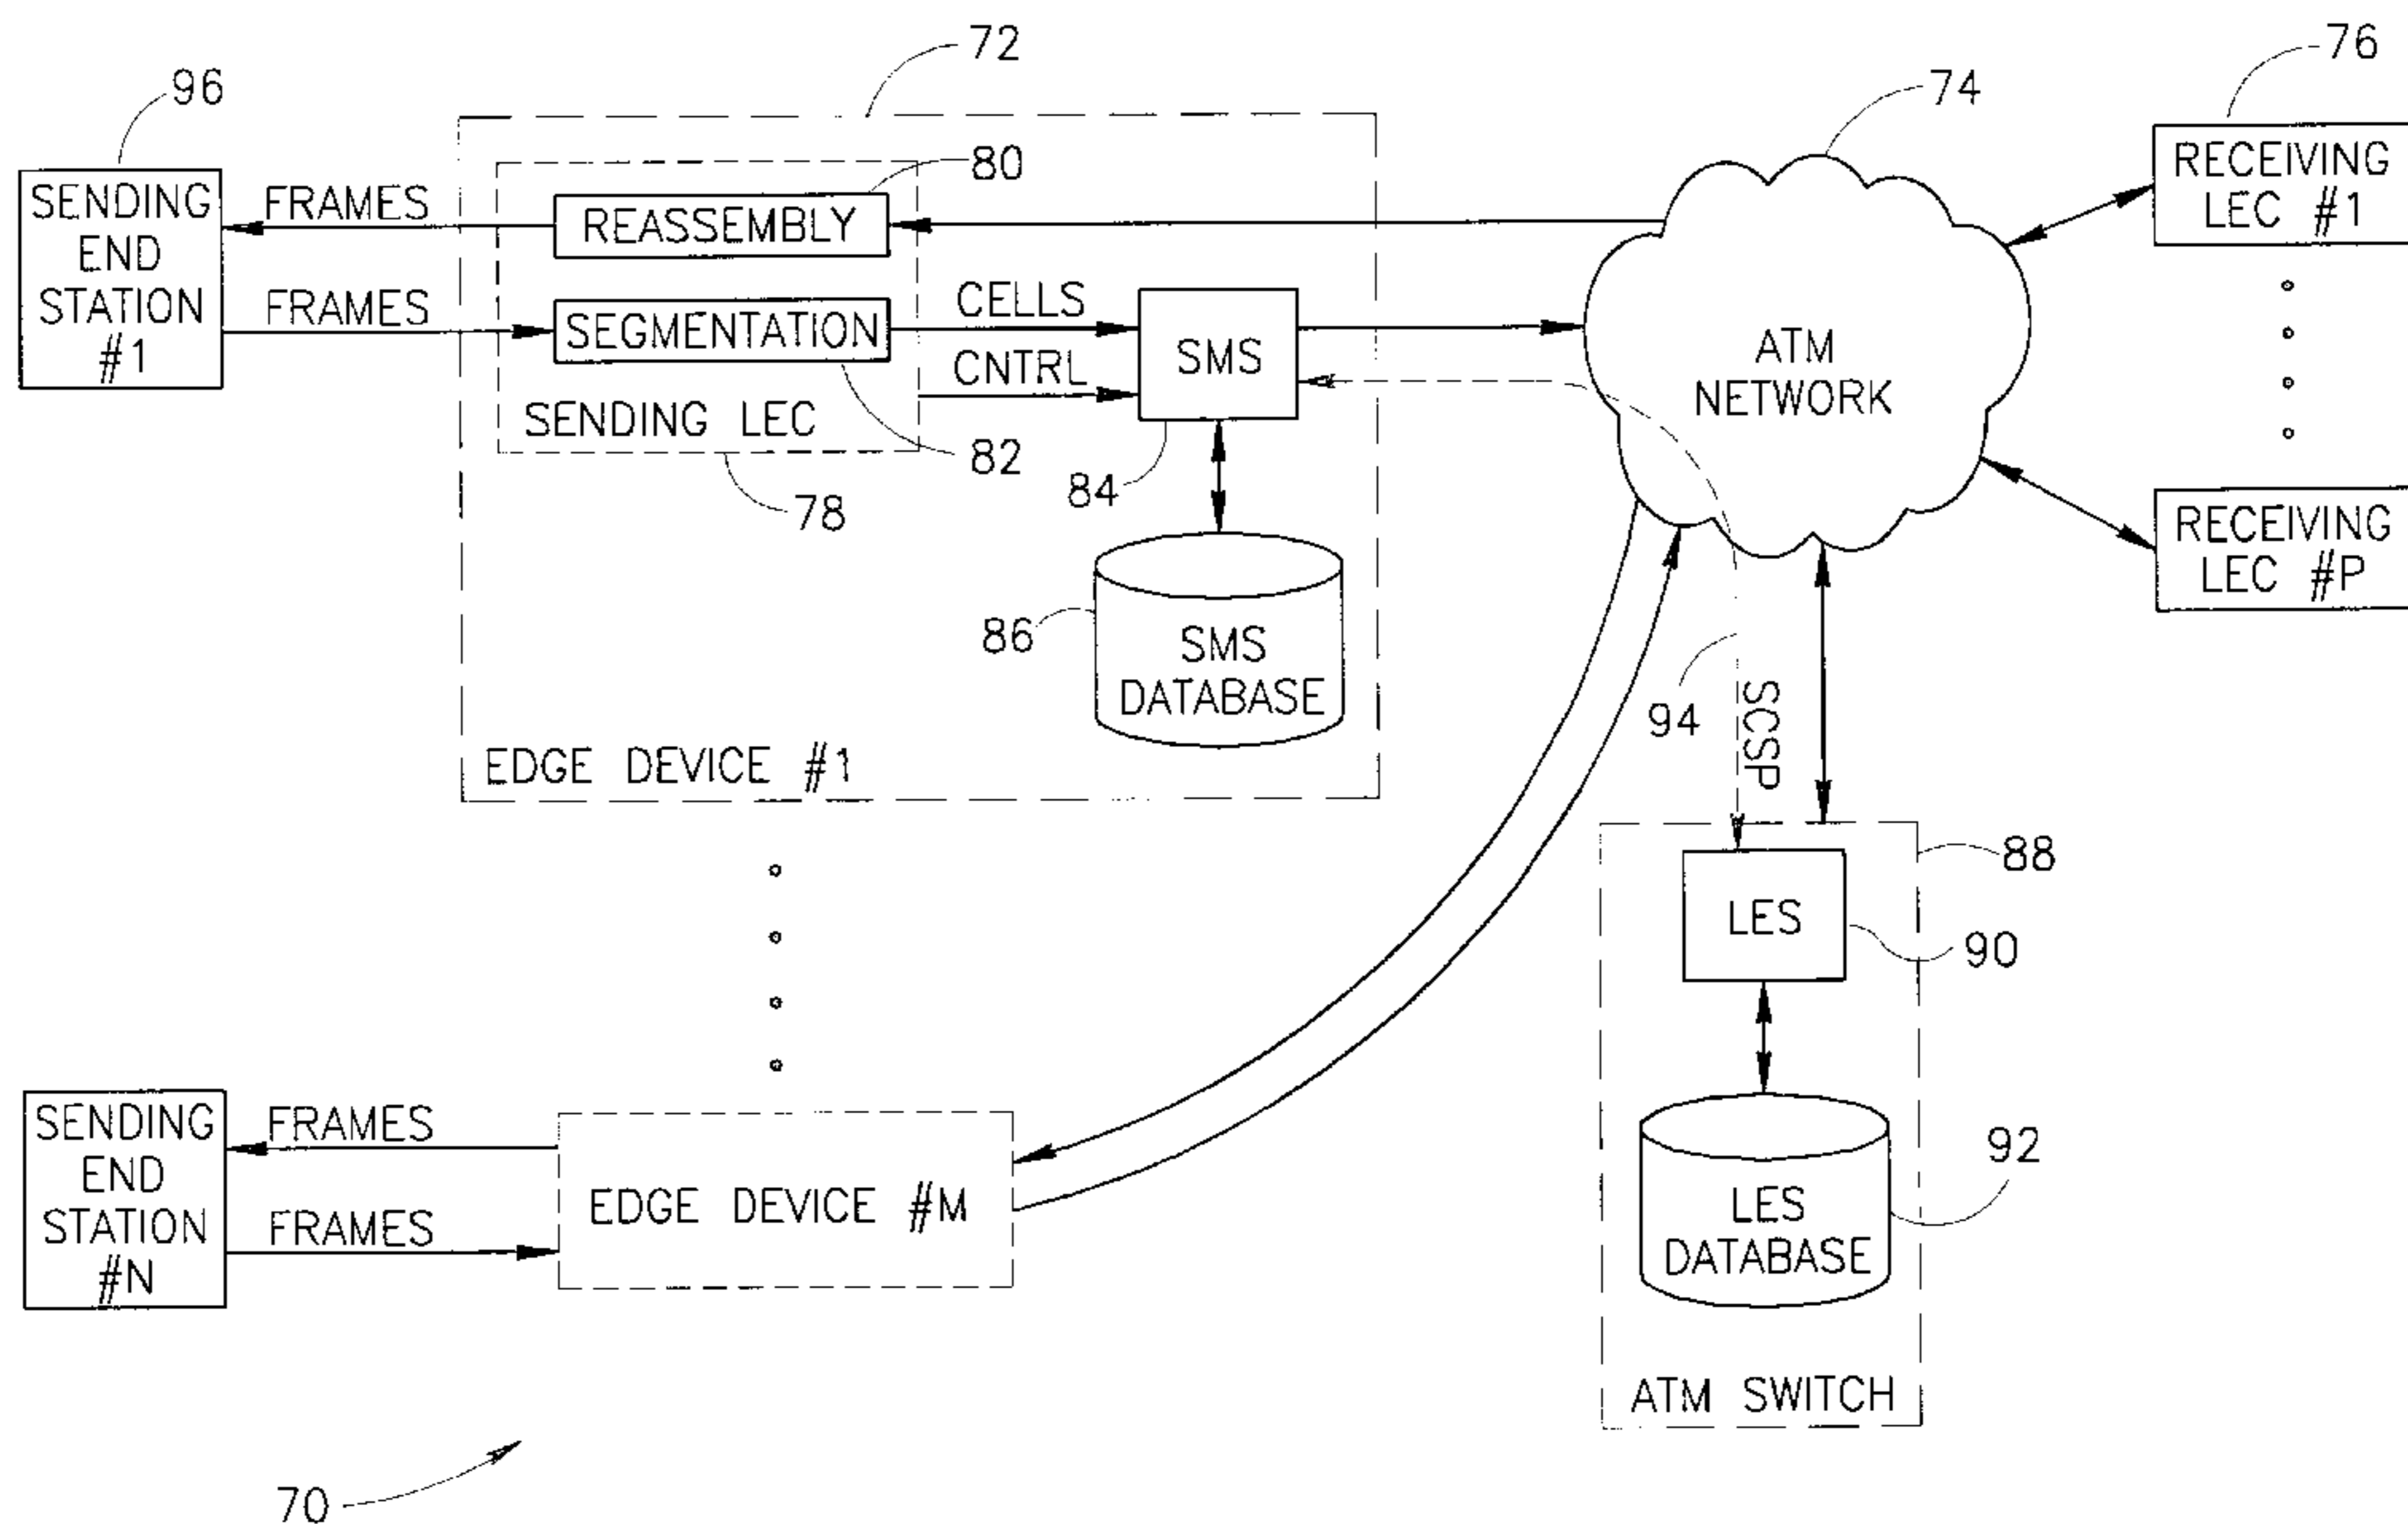 72
74
76
96
SENDING
END
STATION
#1
FRAMES
FRAMES
80
REASSEMBLY
SEGMENTATION
CELLS
CNTRL
SENDING LEC
82
78
SMS
84
86
SMS
DATABASE
EDGE DEVICE #1
ATM
NETWORK
RECEIVING
LEC #1
RECEIVING
LEC #P
94
SCSP
88
LES
90
92
LES
DATABASE
ATM SWITCH
SENDING
END
STATION
#N
FRAMES
FRAMES
EDGE DEVICE #M
70